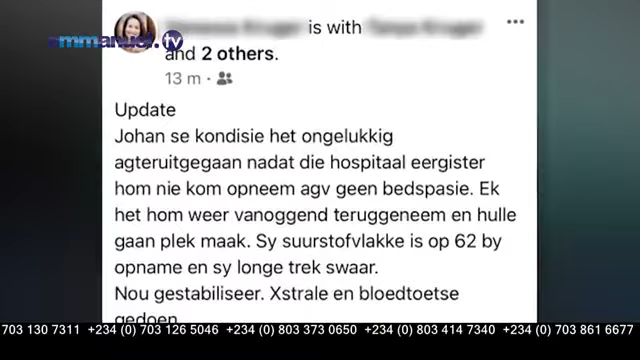 emmanuel.tv
is with
and 2 others.
13 m
Update
Johan se kondisie het ongelukkig
agteruitgegaan nadat die hospitaal eergister
hom nie kom opneem agv geen bedspasie. Ek
het hom weer vanoggend teruggeneem en hulle
gaan plek maak. Sy suurstofvlakke is op 62 by
opname en sy longe trek swaar.
Nou gestabiliseer. Xstrale en bloedtoetse
gedoen
703 130 7311 +234 (0) 703 126 5046 +234 (0) 803 373 0650 +234 (0) 803 414 7340 +234 (0) 703 861 6677